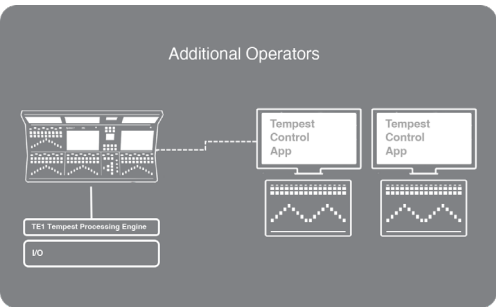 Additional Operators
Tempest
Control
App
Tempest
Control
App
TE1 Tempest Processing Engine
I/O